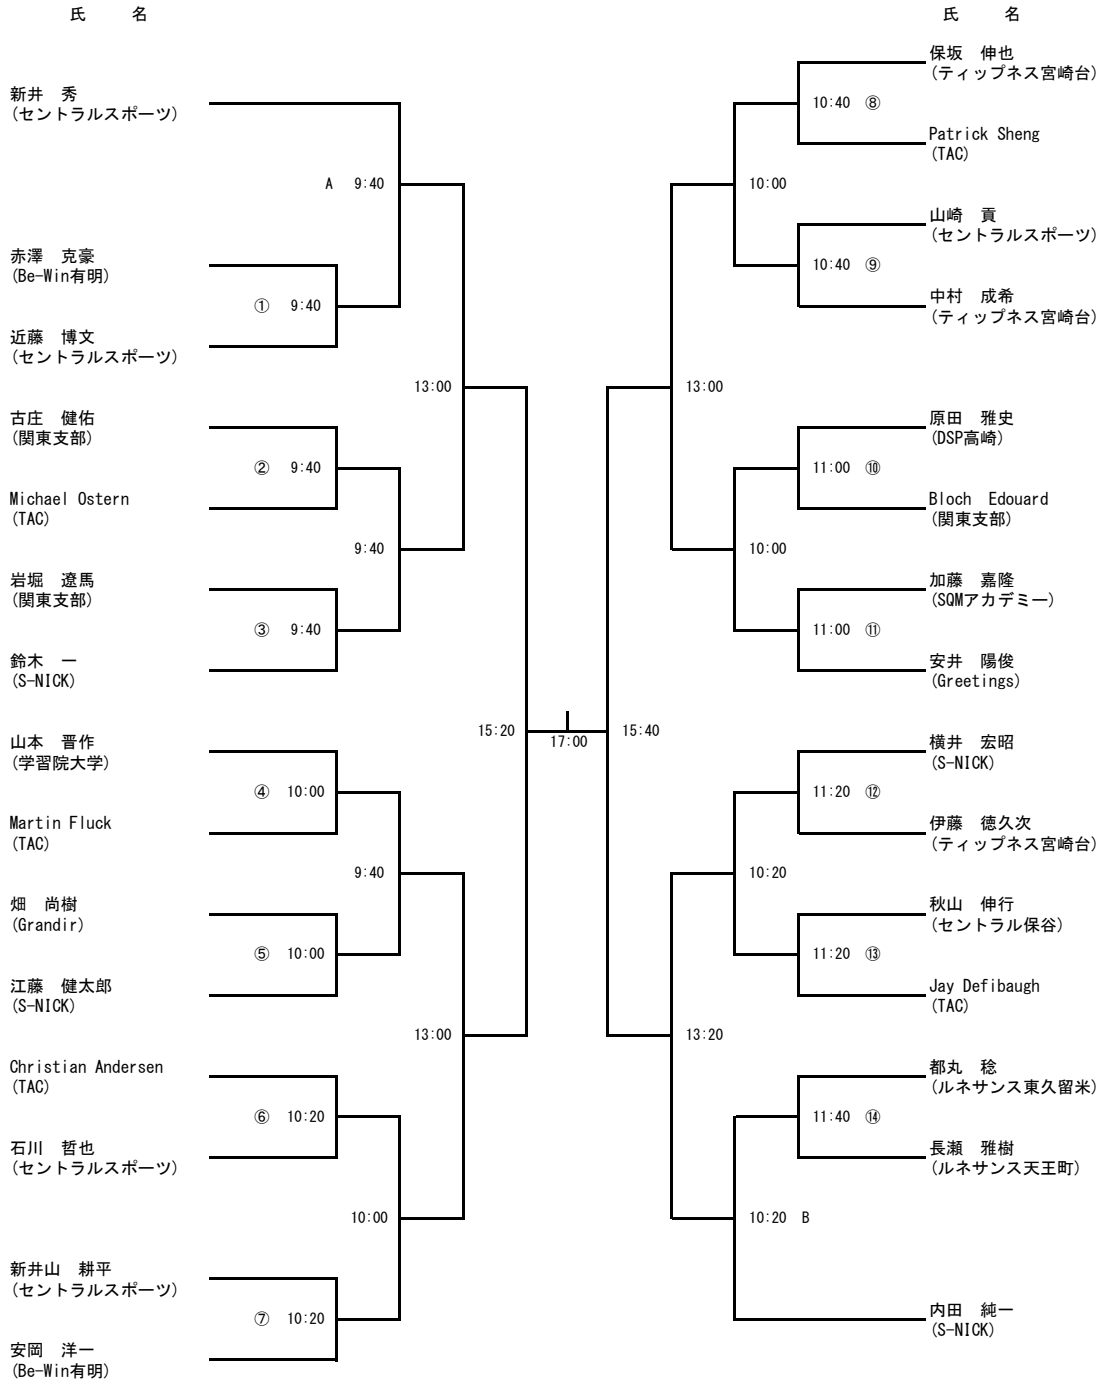 氏　名
新井　秀
(セントラルスポーツ)
A 9:40
赤澤　克豪
(Be-Win有明)
① 9:40
近藤　博文
(セントラルスポーツ)
13:00
古庄　健佑
(関東支部)
② 9:40
Michael Ostern
(TAC)
9:40
岩堀　遼馬
(関東支部)
③ 9:40
鈴木　一
(S-NICK)
15:20
山本　晋作
(学習院大学)
④ 10:00
Martin Fluck
(TAC)
9:40
畑　尚樹
(Grandir)
⑤ 10:00
江藤　健太郎
(S-NICK)
13:00
Christian Andersen
(TAC)
⑥ 10:20
石川　哲也
(セントラルスポーツ)
10:00
新井山　耕平
(セントラルスポーツ)
⑦ 10:20
安岡　洋一
(Be-Win有明)
17:00
氏　名
保坂　伸也
(ティップネス宮崎台)
10:40 ⑧
Patrick Sheng
(TAC)
10:00
山崎　貢
(セントラルスポーツ)
10:40 ⑨
中村　成希
(ティップネス宮崎台)
13:00
原田　雅史
(DSP高崎)
11:00 ⑩
Bloch　Edouard
(関東支部)
10:00
加藤　嘉隆
(SQMアカデミー)
11:00 ⑪
安井　陽俊
(Greetings)
15:40
横井　宏昭
(S-NICK)
11:20 ⑫
伊藤　徳久次
(ティップネス宮崎台)
10:20
秋山　伸行
(セントラル保谷)
11:20 ⑬
Jay Defibaugh
(TAC)
13:20
都丸　稔
(ルネサンス東久留米)
11:40 ⑭
長瀬　雅樹
(ルネサンス天王町)
10:20 B
内田　純一
(S-NICK)